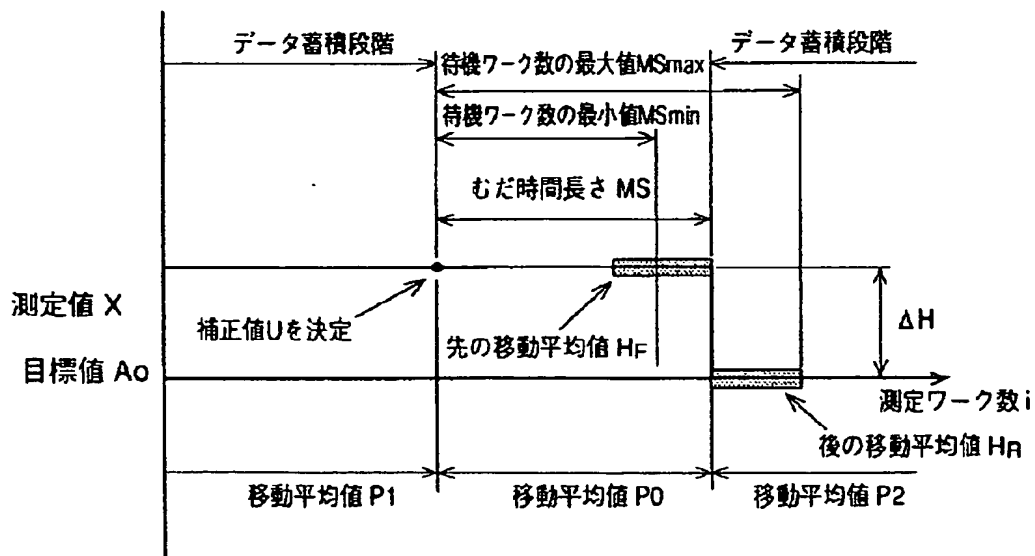 データ蓄積段階
データ蓄積段階
待機ワーク数の最大値MSmax
待機ワーク数の最小値MSmin
むだ時間長さ MS
測定値 X
補正値Uを決定
先の移動平均値 HF
ΔH
目標値 Ao
測定ワーク数 i
後の移動平均値 HR
移動平均値 P1
移動平均値 P0
移動平均値 P2